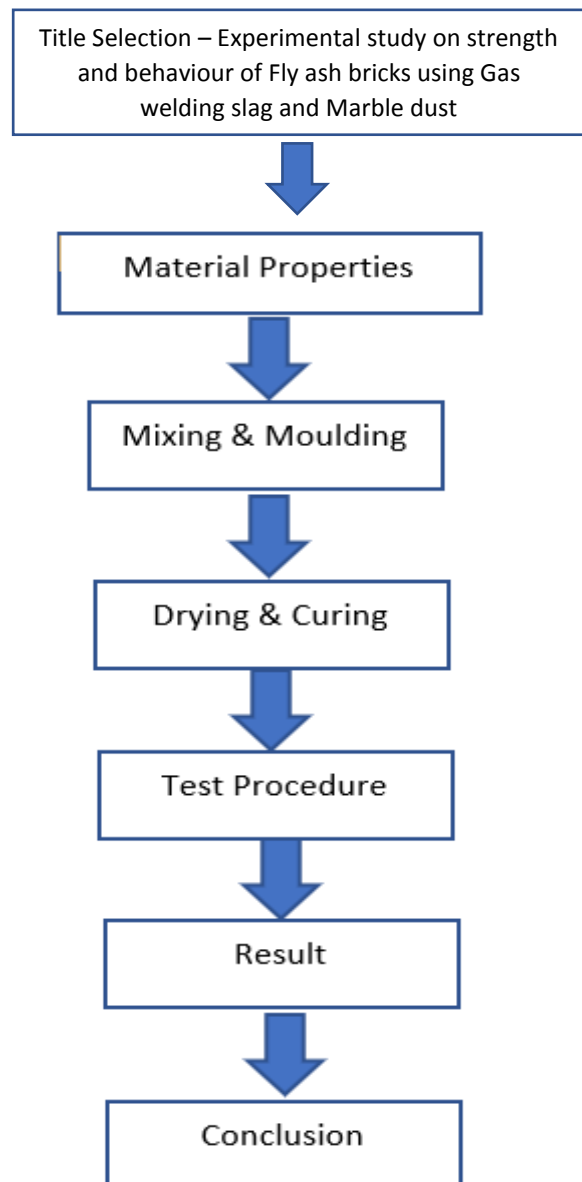 Title Selection – Experimental study on strength
and behaviour of Fly ash bricks using Gas
welding slag and Marble dust
Material Properties
Mixing & Moulding
Drying & Curing
Test Procedure
Result
Conclusion